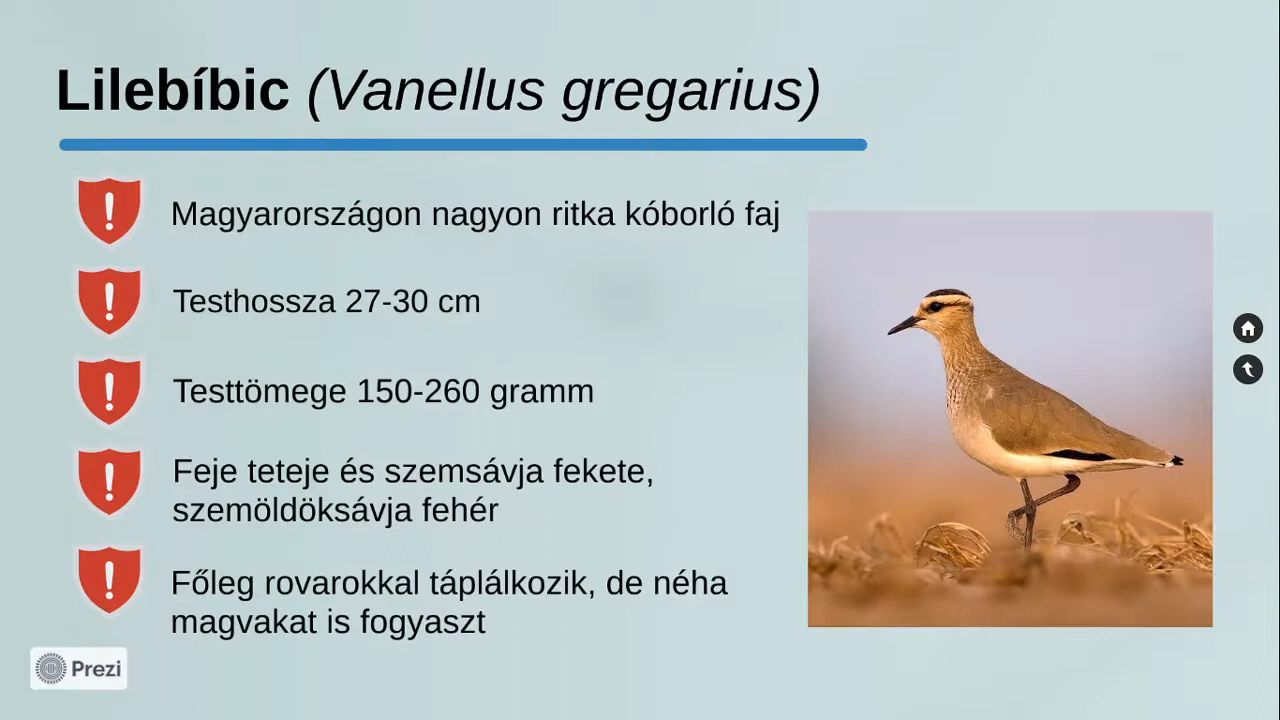 Lilebíbic (Vanellus gregarius)
Magyarországon nagyon ritka kóborló faj
Testhossza 27-30 cm
Testtömege 150-260 gramm
Feje teteje és szemsávja fekete,
szemöldöksávja fehér
Főleg rovarokkal táplálkozik, de néha
magvakat is fogyaszt
Prezi